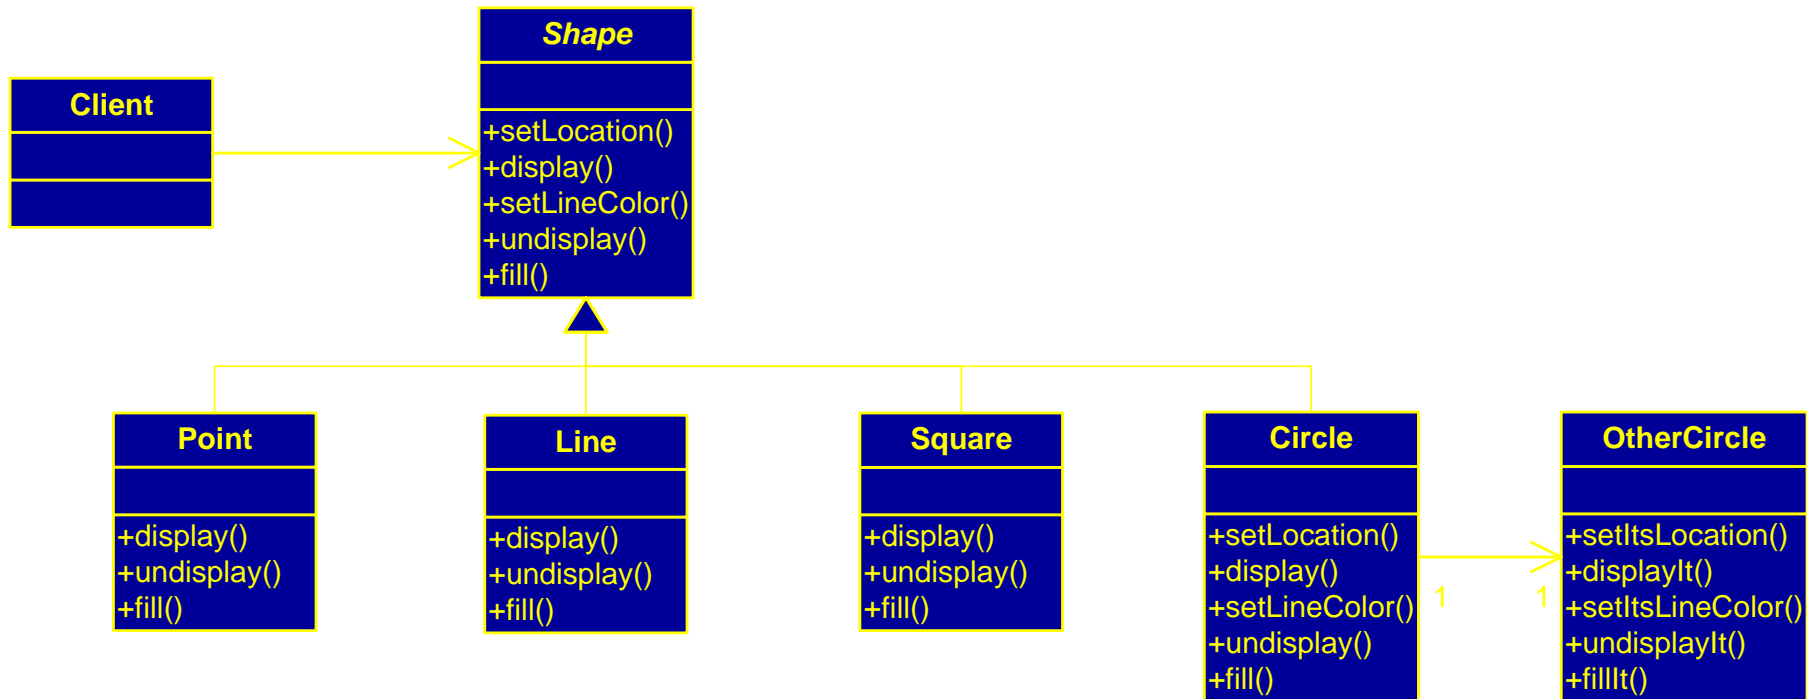 Shape
+setLocation()
+display()
+setLineColor()
+undisplay()
+fill()
Client
Point
+display()
+undisplay()
+fill()
Line
+display()
+undisplay()
+fill()
Square
+display()
+undisplay()
+fill()
Circle
+setLocation()
+display()
+setLineColor()
+undisplay()
+fill()
1
1
OtherCircle
+setItsLocation()
+displayIt()
+setItsLineColor()
+undisplayIt()
+fillIt()